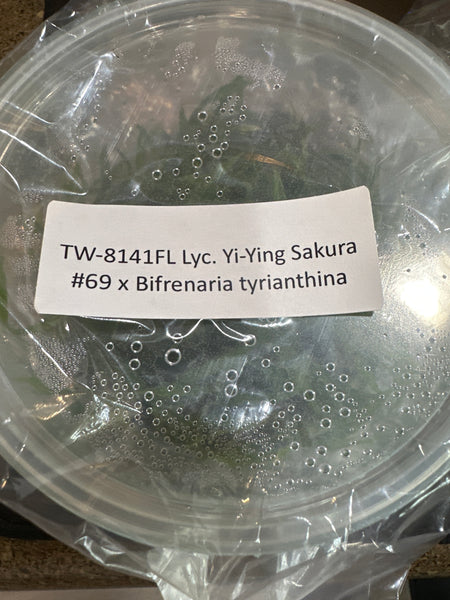 TW-8141FL Lyc. Yi-Ying Sakura
#69 x Bifrenaria tyrianthina